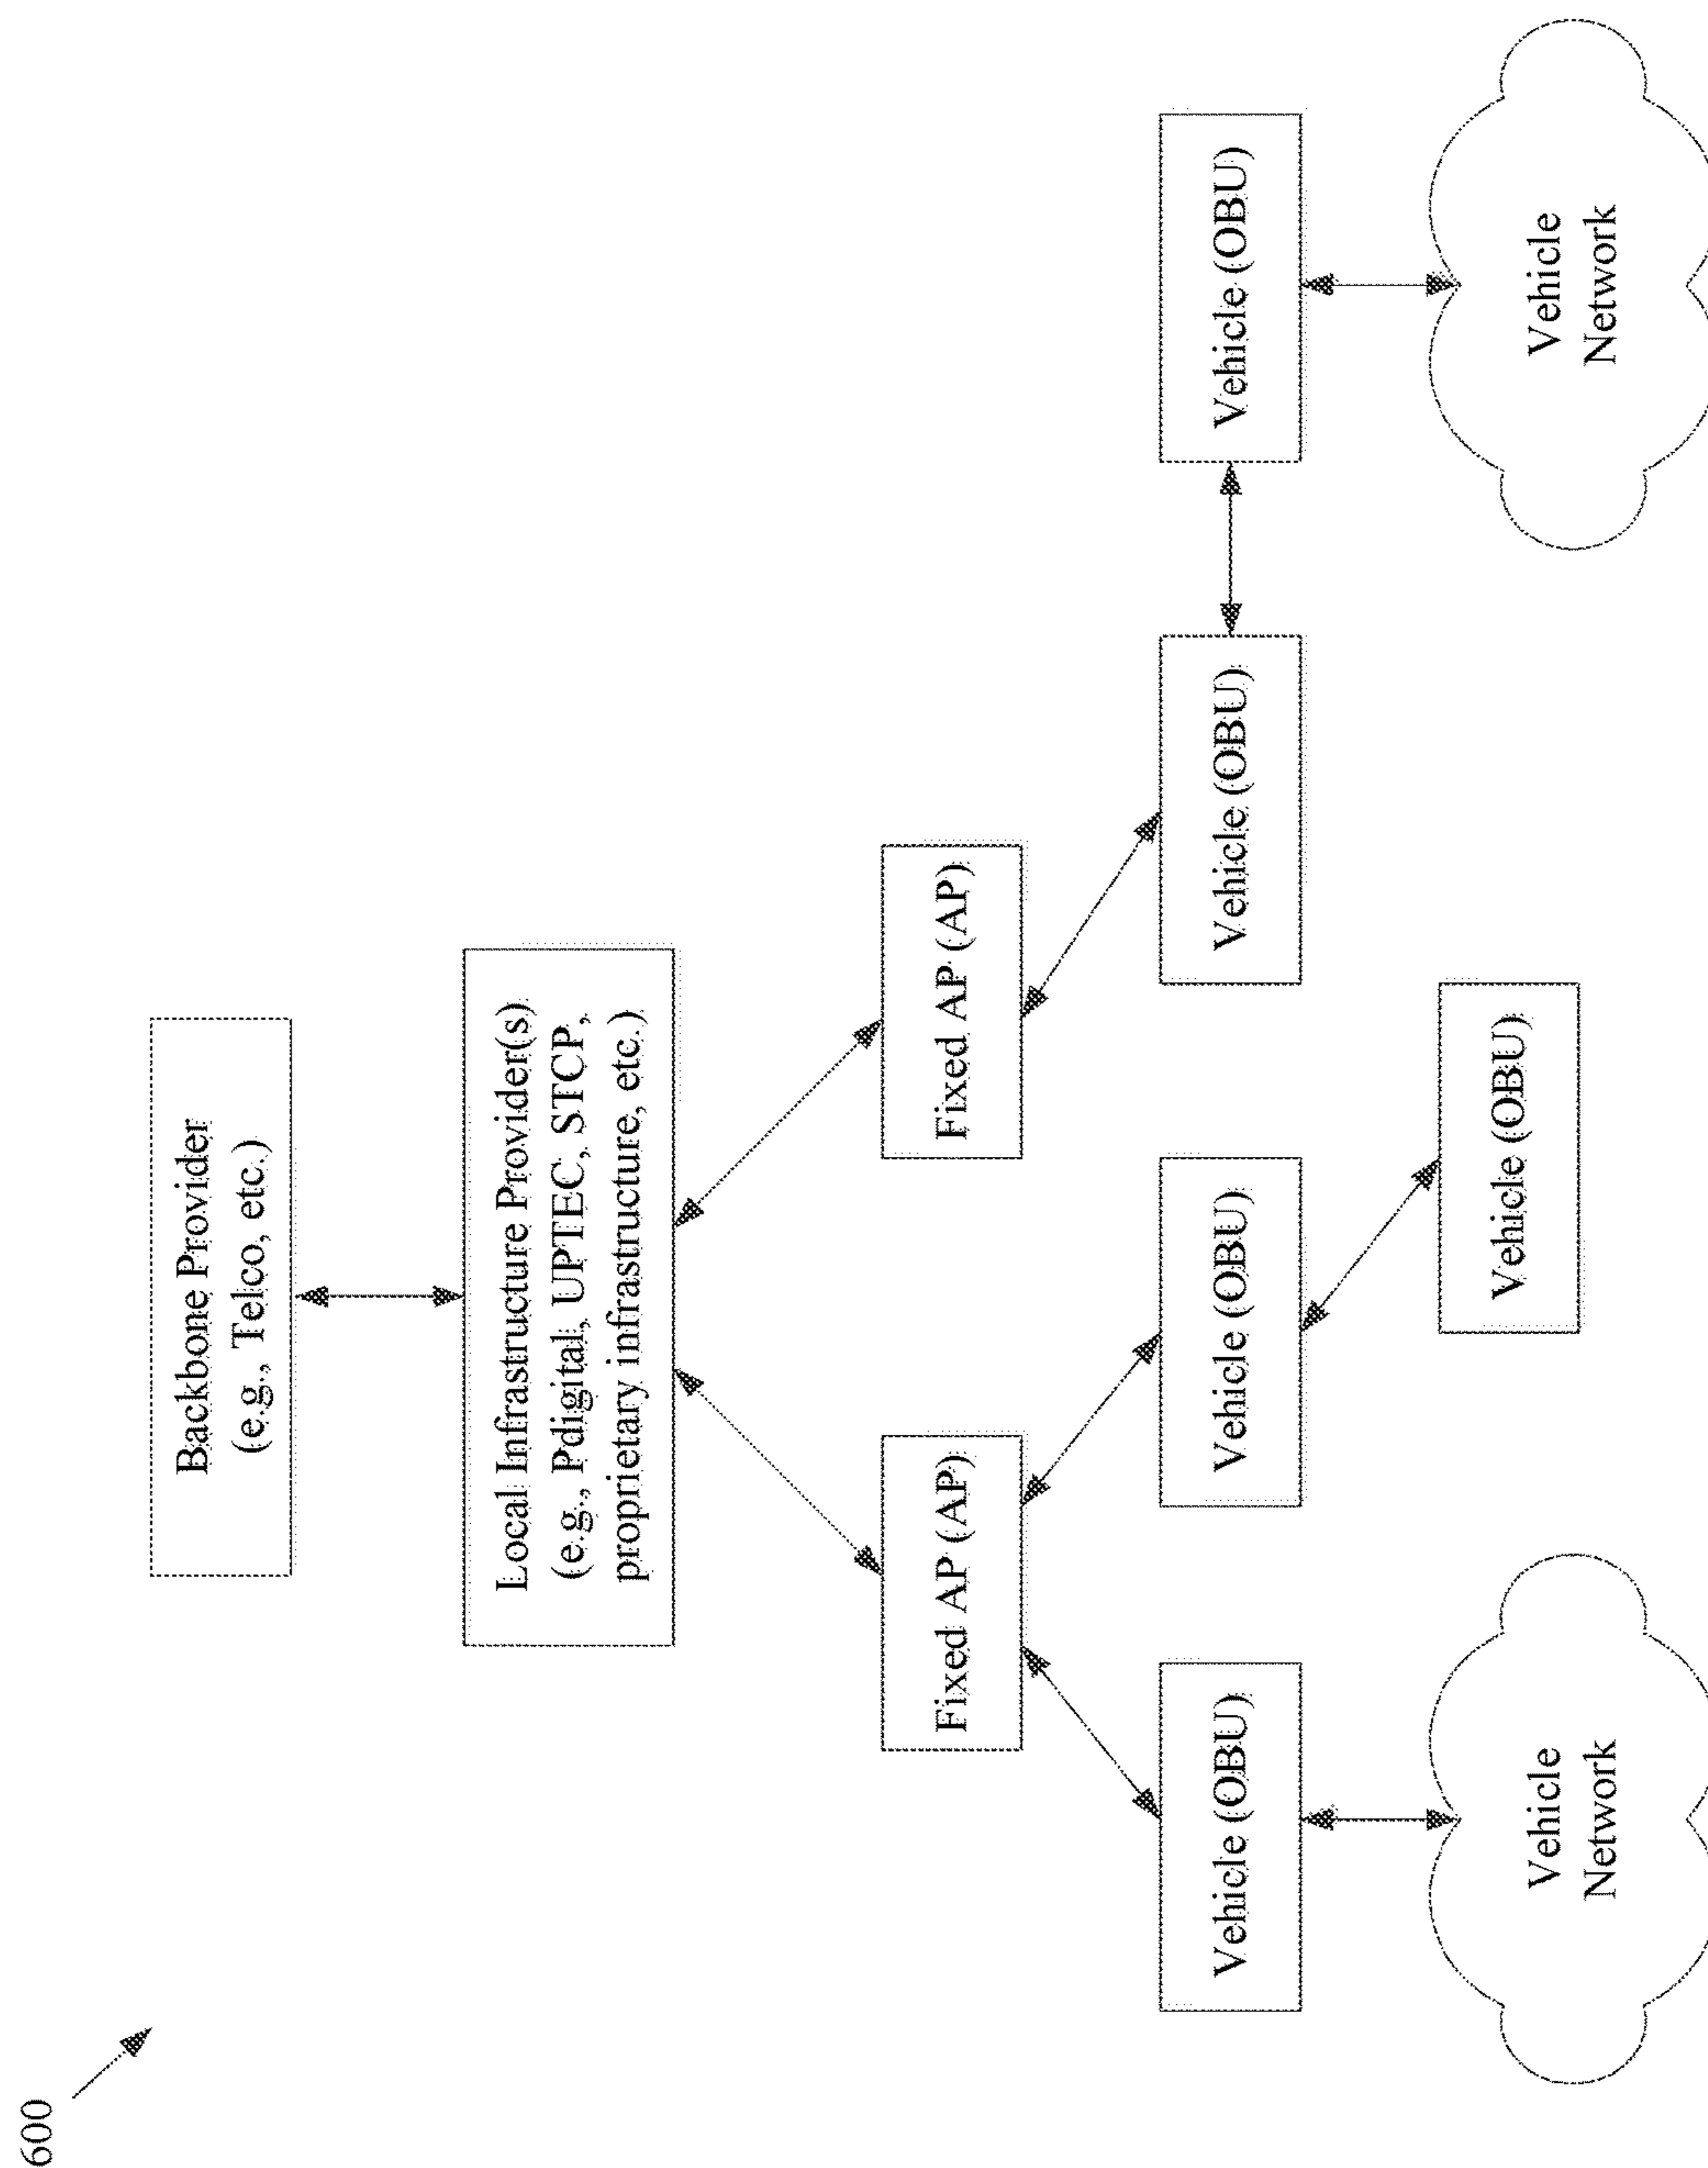 600
Backbone Provider
(e.g., Telco, etc.)
Local Infrastructure Provider(s)
(e.g., Pdigital, UPTEC, STCP,
proprietary infrastructure, etc.)
Fixed AP (AP)
Fixed AP (AP)
Vehicle (OBU)
Vehicle (OBU)
Vehicle (OBU)
Vehicle (OBU)
Vehicle (OBU)
Vehicle
Network
Vehicle
Network